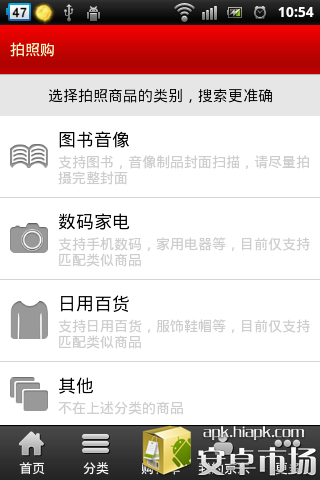 47
10:54
拍照购
选择拍照商品的类别，搜索更准确
图书音像
支持图书，音像制品封面扫描，请尽量拍
摄完整封面
数码家电
支持手机数码，家用电器等，目前仅支持
匹配类似商品
日用百货
支持日用百货，服饰鞋帽等，目前仅支持
匹配类似商品
其他
不在上述分类的商品
apk.hiapk.com
安卓市场
首页
分类